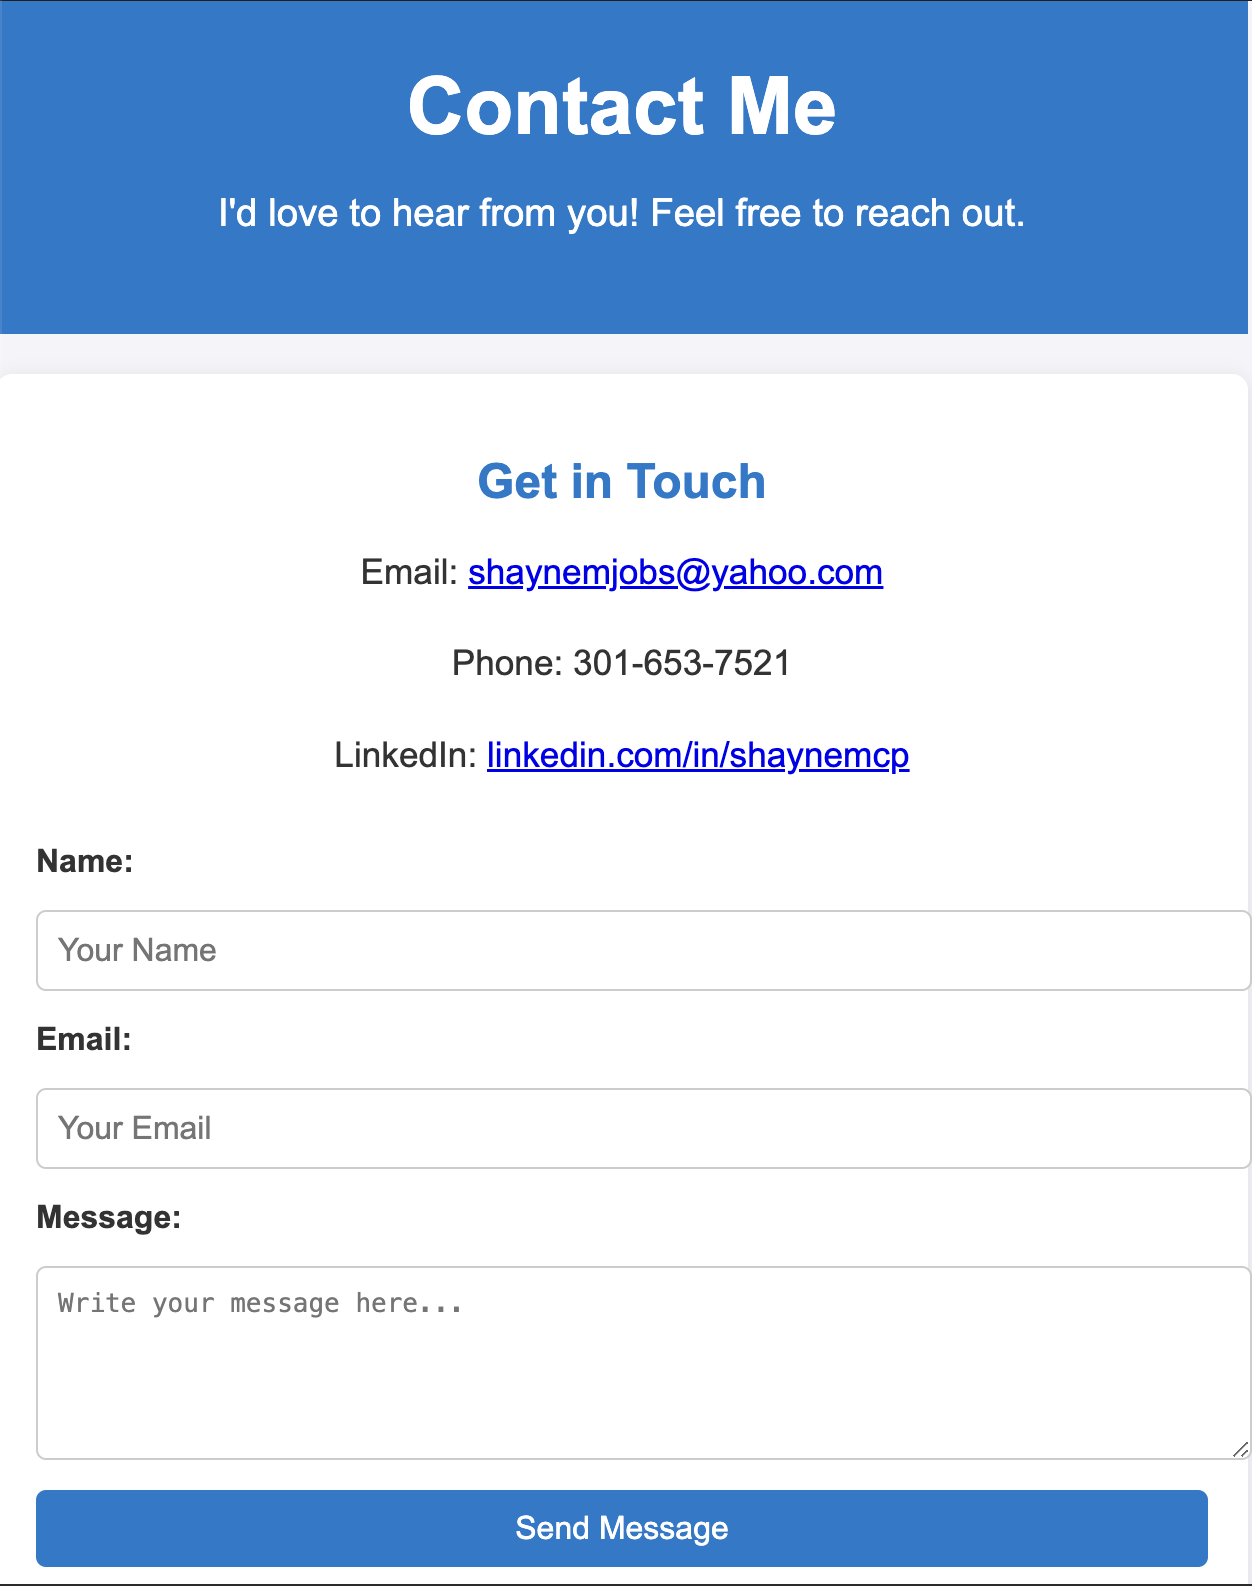 Contact Me
I'd love to hear from you! Feel free to reach out.
Get in Touch
Email: shaynemjobs@yahoo.com
Phone: 301-653-7521
LinkedIn: linkedin.com/in/shaynemcp
Name:
Your Name
Email:
Your Email
Message:
Write your message here...
Send Message